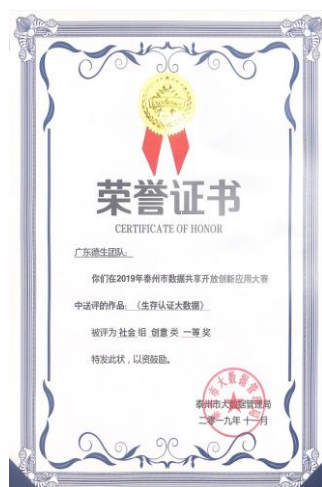 荣誉证书
CERTIFICATE OF HONOR
广东德生团队:
你们在2019年泰州市数据共享开放创新应用大赛
中送评的作品:《生存认证大数据》
被评为 社会 组 创意 类 一等 奖
特发此状,以资鼓励。
泰州市大数据管理局
二〇一九年十一月